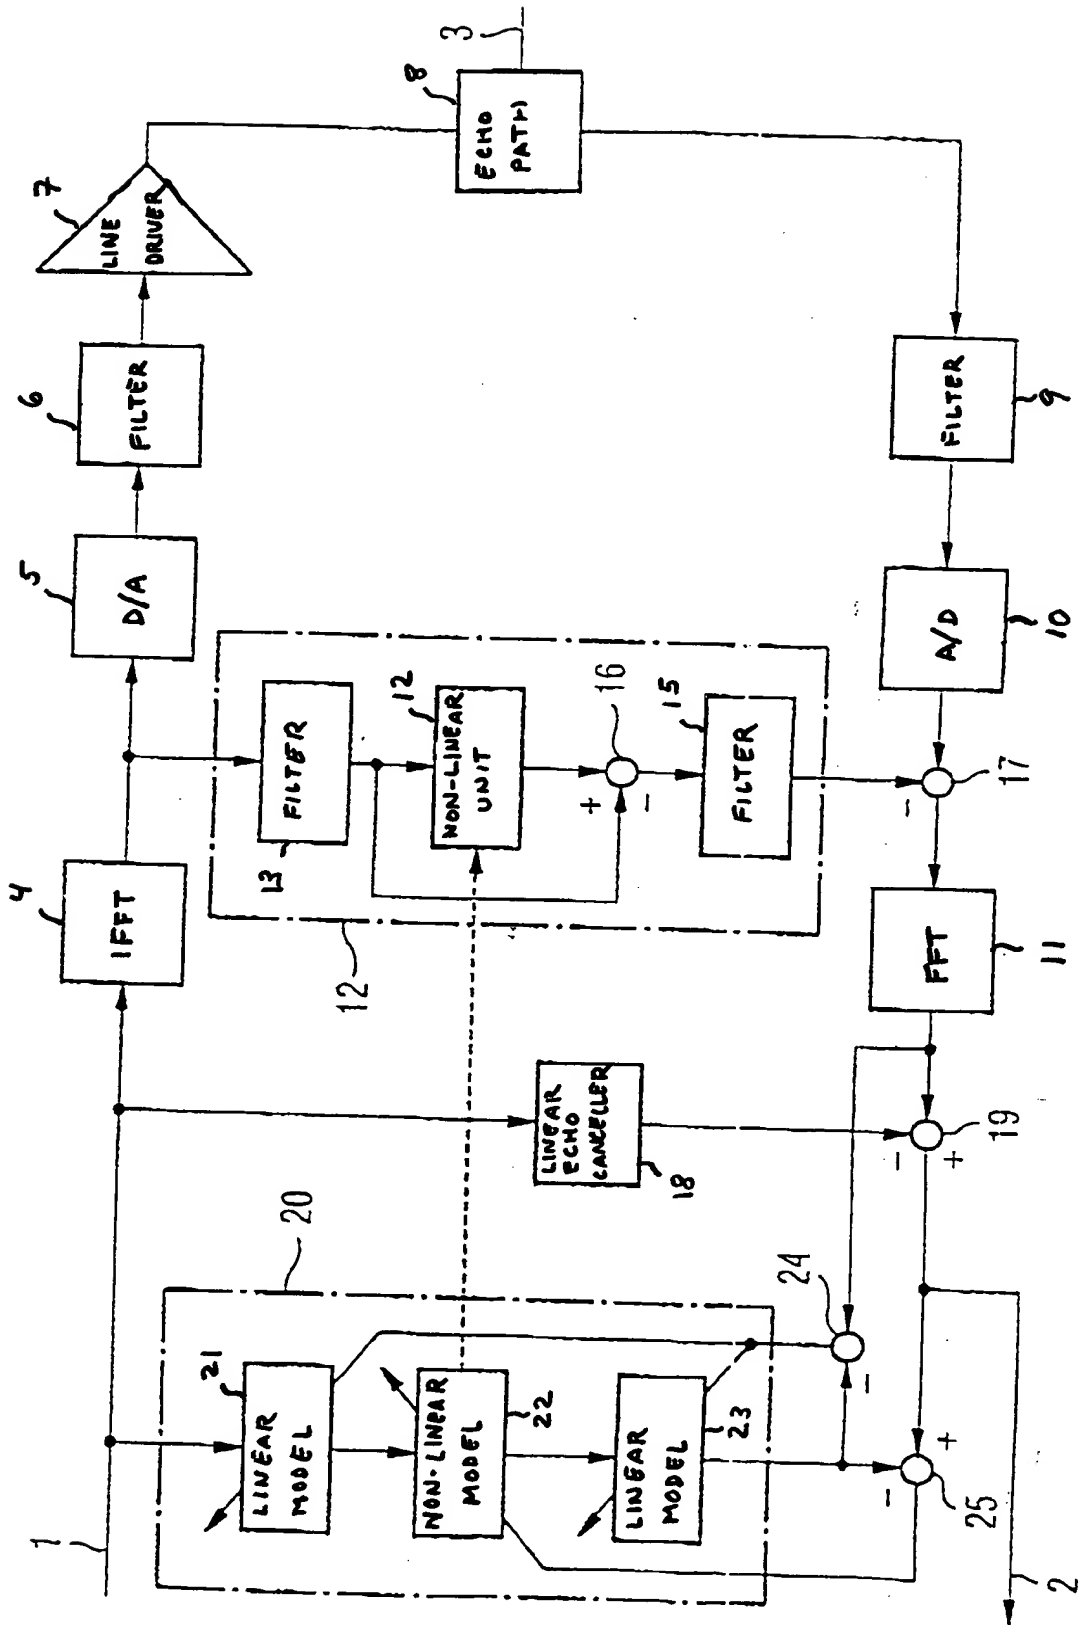 1
4
IFFT
5
D/A
6
FILTER
7
LINE
DRIVER
8
ECHO
PATH
3
20
21
LINEAR
MODEL
NON-LINEAR
MODEL
22
LINEAR
MODEL
23
24
-
-
+
25
2
LINEAR
ECHO
CANCELLER
18
-
+
19
12
FILTER
13
12
NON-LINEAR
UNIT
+
-
16
15
FILTER
-
17
FFT
11
A/D
10
FILTER
9